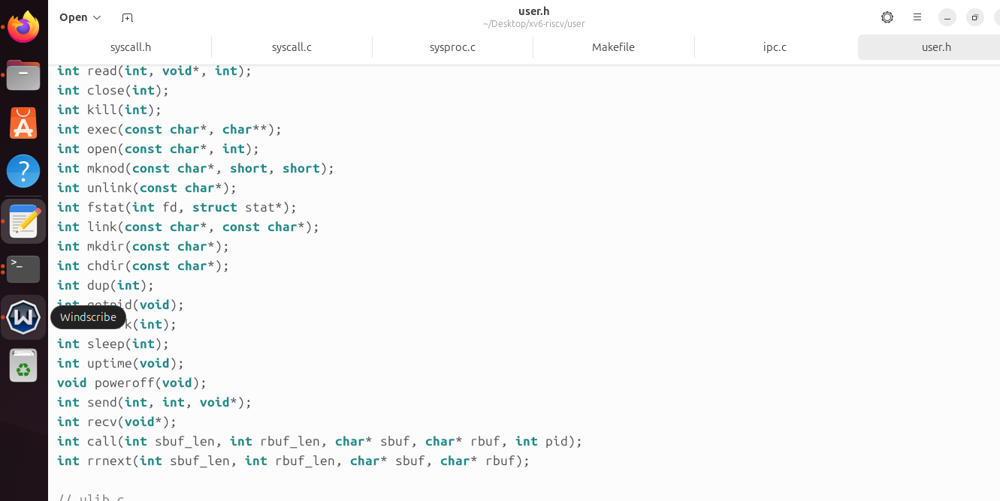 Open
user.h
~/Desktop/xv6-riscv/user
syscall.h
syscall.c
sysproc.c
Makefile
ipc.c
user.h
int read(int, void*, int);
int close(int);
int kill(int);
int exec(const char*, char**);
int open(const char*, int);
int mknod(const char*, short, short);
int unlink(const char*);
int fstat(int fd, struct stat*);
int link(const char*, const char*);
int mkdir(const char*);
int chdir(const char*);
int dup(int);
int getpid(void);
Windscribe
k(int);
int sleep(int);
int uptime(void);
void poweroff(void);
int send(int, int, void*);
int recv(void*);
int call(int sbuf_len, int rbuf_len, char* sbuf, char* rbuf, int pid);
int rrnext(int sbuf_len, int rbuf_len, char* sbuf, char* rbuf);
// ulib.c